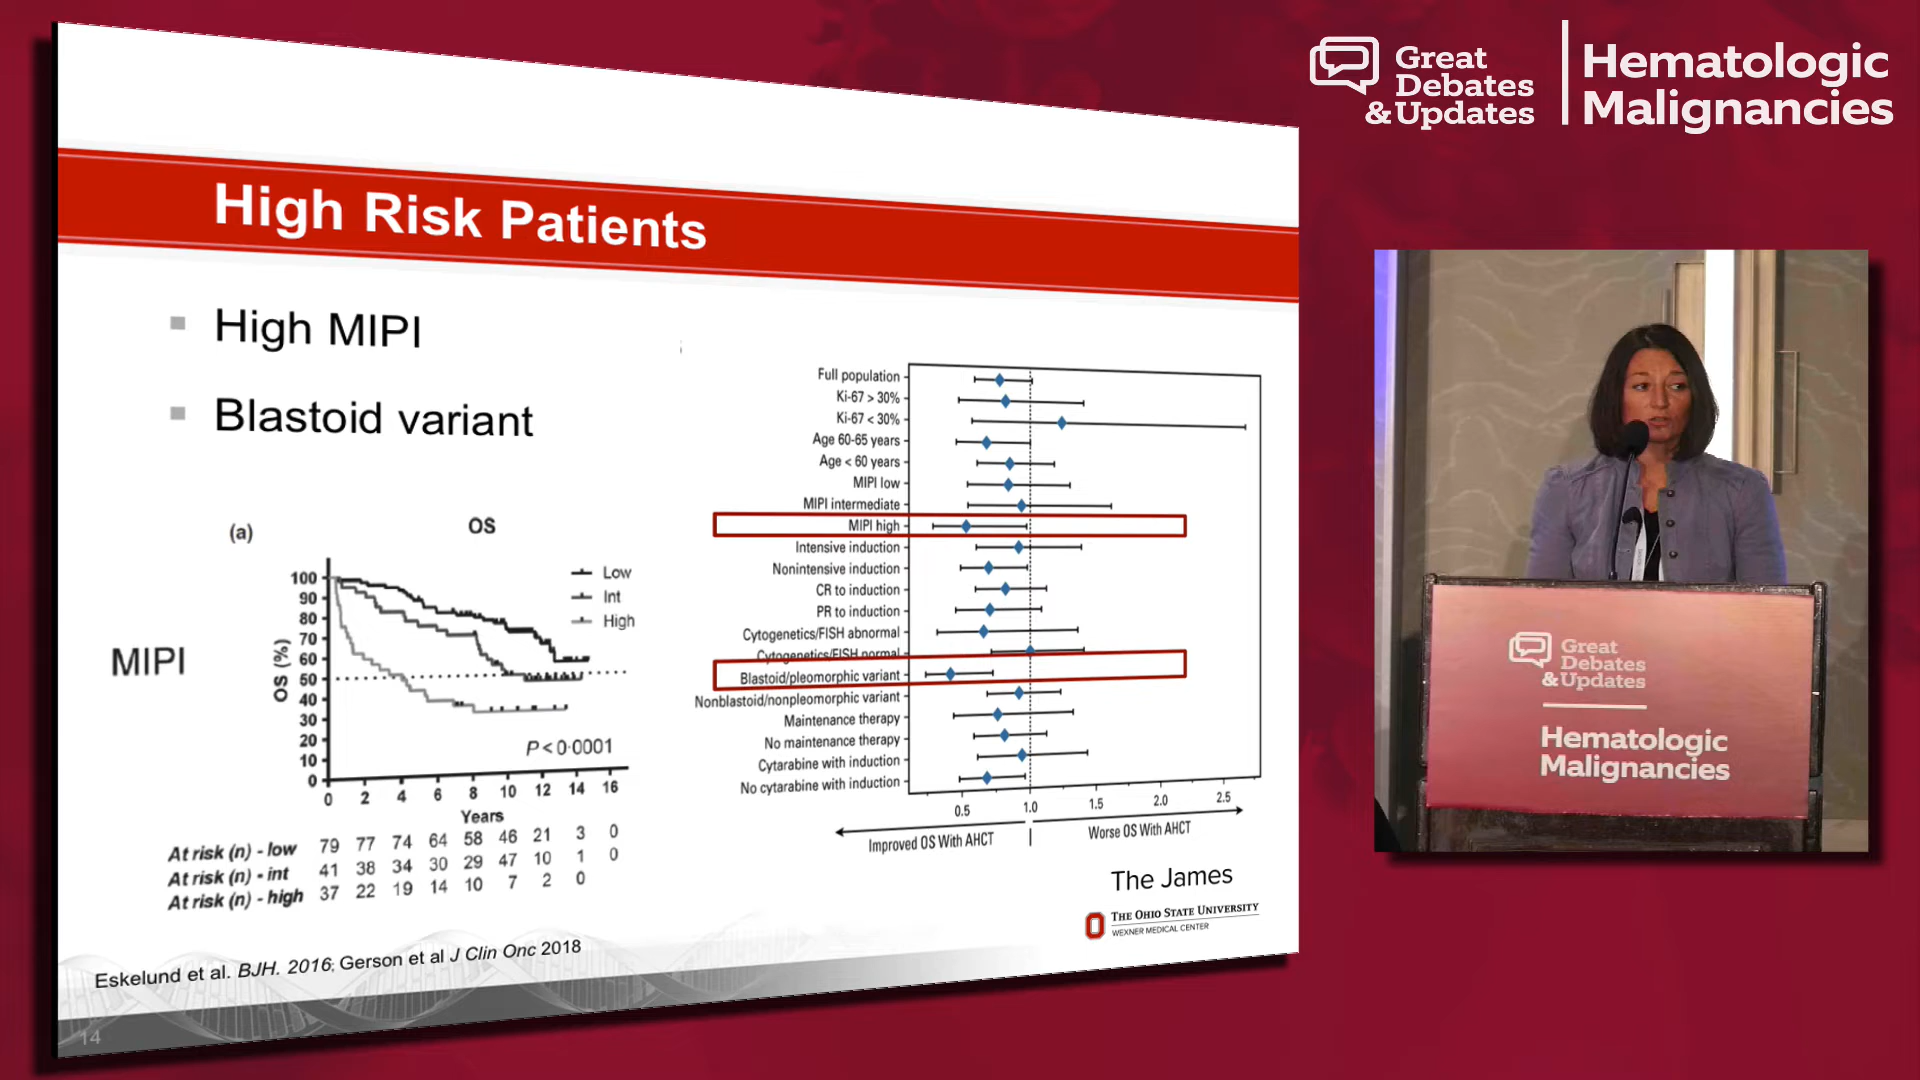 Great
Debates
& Updates
Hematologic
Malignancies
High Risk Patients
High MIPI
Blastoid variant
MIPI
(a)
OS
Low
Int
High
OS (%)
100
90
80
70
60
50
40
30
20
10
0
P < 0·0001
0 2 4 6 8 10 12 14 16
Years
At risk (n) - low 79 77 74 64 58 46 21 3 0
At risk (n) - int 41 38 34 30 29 47 10 1 0
At risk (n) - high 37 22 19 14 10 7 2 0
Full population
Ki-67 > 30%
Ki-67 < 30%
Age 60-65 years
Age < 60 years
MIPI low
MIPI intermediate
MIPI high
Intensive induction
Nonintensive induction
CR to induction
PR to induction
Cytogenetics/FISH abnormal
Cytogenetics/FISH normal
Blastoid/pleomorphic variant
Nonblastoid/nonpleomorphic variant
Maintenance therapy
No maintenance therapy
Cytarabine with induction
No cytarabine with induction
0.5 1.0 1.5 2.0 2.5
Improved OS With AHCT
Worse OS With AHCT
The James
THE OHIO STATE UNIVERSITY
WEXNER MEDICAL CENTER
Eskelund et al. BJH. 2016; Gerson et al J Clin Onc 2018
14
Great
Debates
& Updates
Hematologic
Malignancies